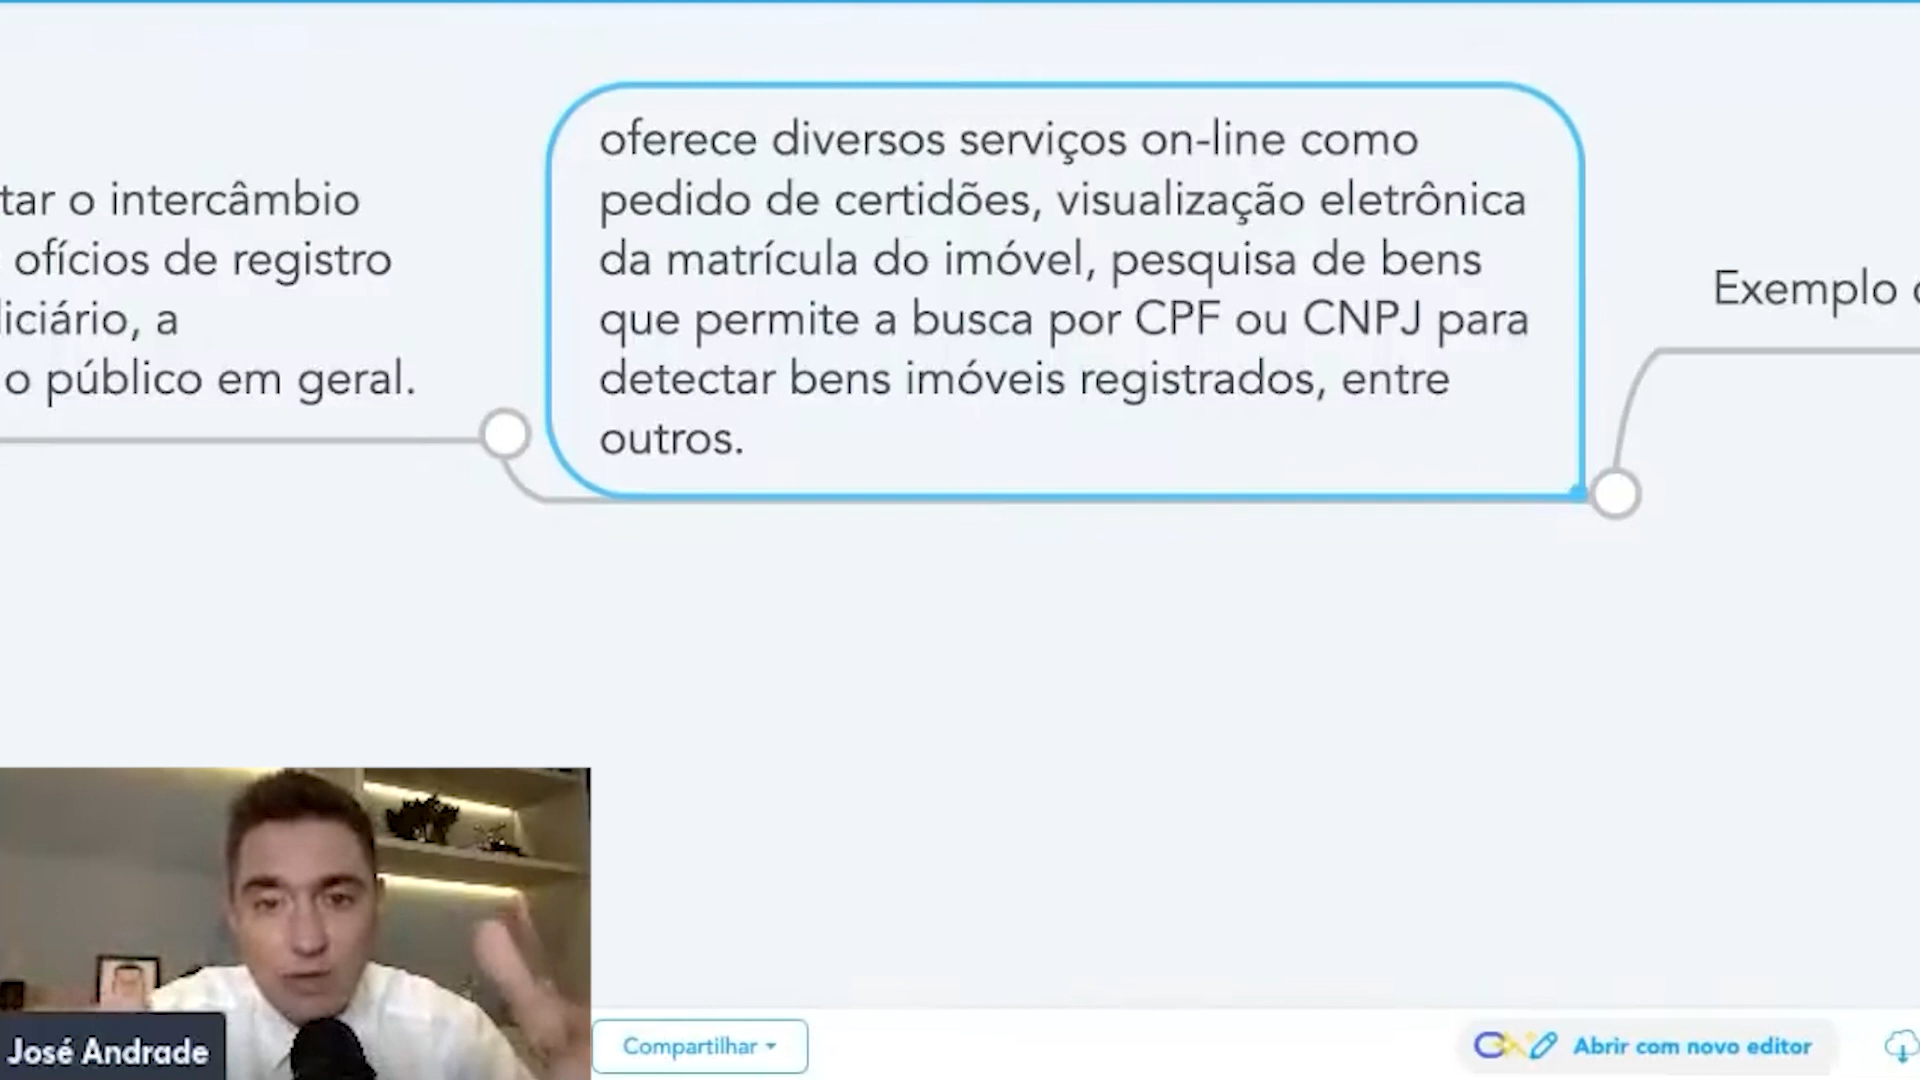 tar o intercâmbio
ofícios de registro
iciário, a
o público em geral.
oferece diversos serviços on-line como
pedido de certidões, visualização eletrônica
da matrícula do imóvel, pesquisa de bens
que permite a busca por CPF ou CNPJ para
detectar bens imóveis registrados, entre
outros.
Exemplo
José Andrade
Compartilhar
Abrir com novo editor